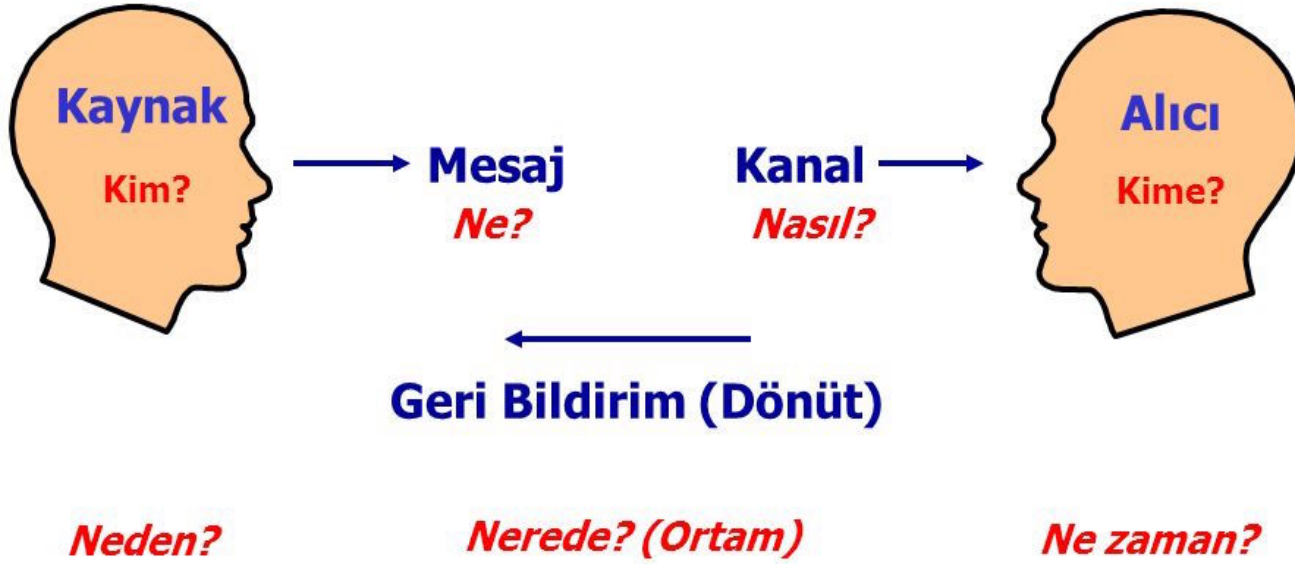 Kaynak
Kim?
Mesaj
Ne?
Kanal
Nasıl?
Alıcı
Kime?
Geri Bildirim (Dönüt)
Neden?
Nerede? (Ortam)
Ne zaman?